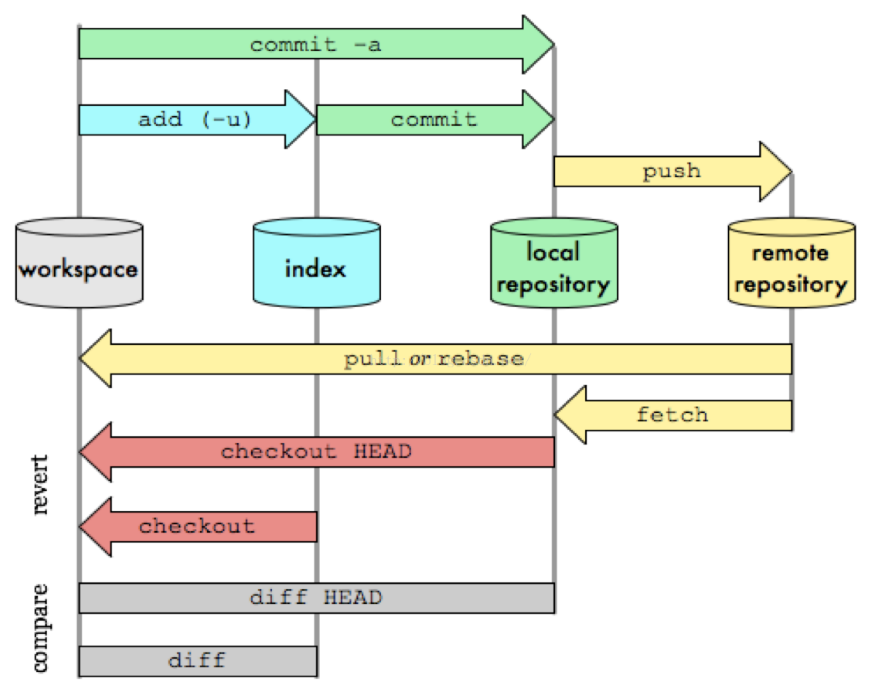 commit -a
add (-u)
commit
push
workspace
index
local
repository
remote
repository
pull or rebase
fetch
revert
checkout HEAD
checkout
compare
diff HEAD
diff